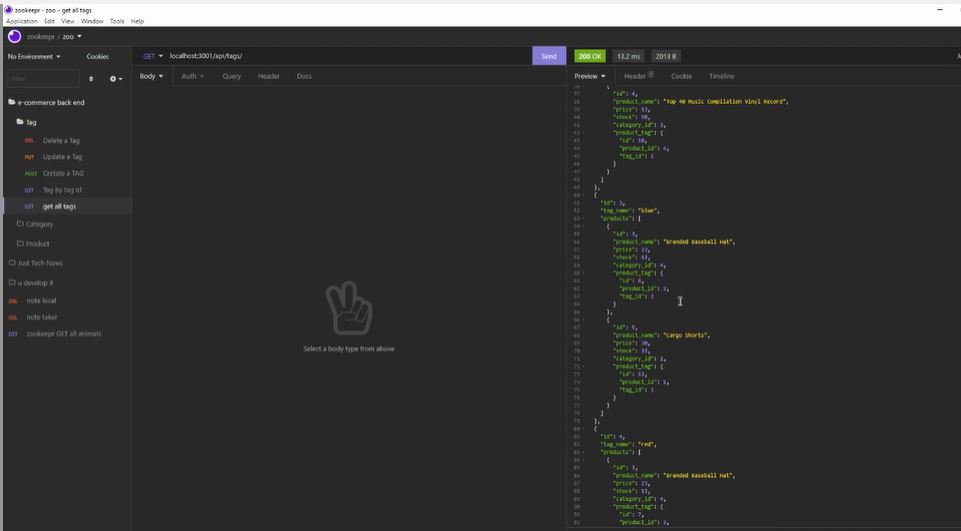 zookeepr - zoo – get all tags
Application Edit View Window Tools Help
zookeepr / zoo
No Environment
Cookies
GET
localhost:3001/api/tags/
Send
200 OK
13.2 ms
2013 B
Filter
Body
Auth
Query
Header
Docs
Preview
Header
Cookie
Timeline
e-commerce back end
Tag
DEL Delete a Tag
PUT Update a Tag
POST Cretate a TAG
GET Tag by tag Id
GET get all tags
Category
Product
Just Tech News
u develop it
DEL note local
DEL note taker
GET zookeepr GET all animals
Select a body type from above
36 {
37 "id": 4,
38 "product_name": "Top 40 Music Compilation Vinyl Record",
39 "price": 13,
40 "stock": 50,
41 "category_id": 3,
42 "product_tag": {
43 "id": 10,
44 "product_id": 4,
45 "tag_id": 2
46 }
47 }
48 ]
49 },
50 {
51 "id": 3,
52 "tag_name": "blue",
53 "products": [
54 {
55 "id": 3,
56 "product_name": "Branded Baseball Hat",
57 "price": 23,
58 "stock": 12,
59 "category_id": 4,
60 "product_tag": {
61 "id": 6,
62 "product_id": 3,
63 "tag_id": 3
64 }
65 },
66 {
67 "id": 5,
68 "product_name": "Cargo Shorts",
69 "price": 30,
70 "stock": 22,
71 "category_id": 2,
72 "product_tag": {
73 "id": 12,
74 "product_id": 5,
75 "tag_id": 3
76 }
77 }
78 ]
79 },
80 {
81 "id": 4,
82 "tag_name": "red",
83 "products": [
84 {
85 "id": 3,
86 "product_name": "Branded Baseball Hat",
87 "price": 23,
88 "stock": 12,
89 "category_id": 4,
90 "product_tag": {
91 "id": 7,
92 "product_id": 3,